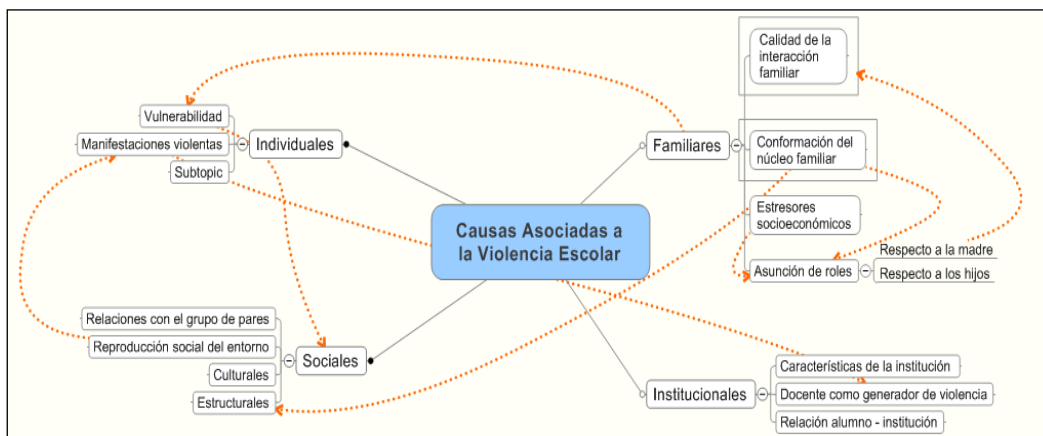 Causas Asociadas a
la Violencia Escolar
Individuales
Vulnerabilidad
Manifestaciones violentas
Subtopic
Familiares
Calidad de la
interacción
familiar
Conformación del
núcleo familiar
Estresores
socioeconómicos
Asunción de roles
Respecto a la madre
Respecto a los hijos
Sociales
Relaciones con el grupo de pares
Reproducción social del entorno
Culturales
Estructurales
Institucionales
Características de la institución
Docente como generador de violencia
Relación alumno - institución